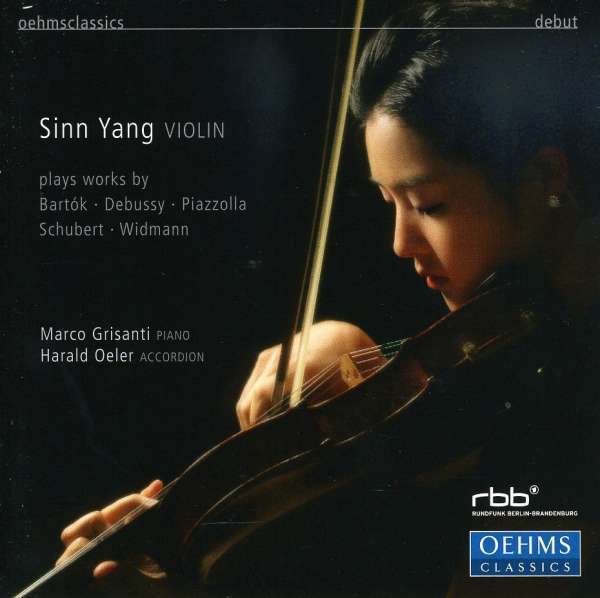 oehmsclassics debut
Sinn Yang VIOLIN
plays works by
Bartók · Debussy · Piazzolla
Schubert · Widmann
Marco Grisanti PIANO
Harald Oeler ACCORDION
rbb
RUNDFUNK BERLIN-BRANDENBURG
OEHMS
CLASSICS